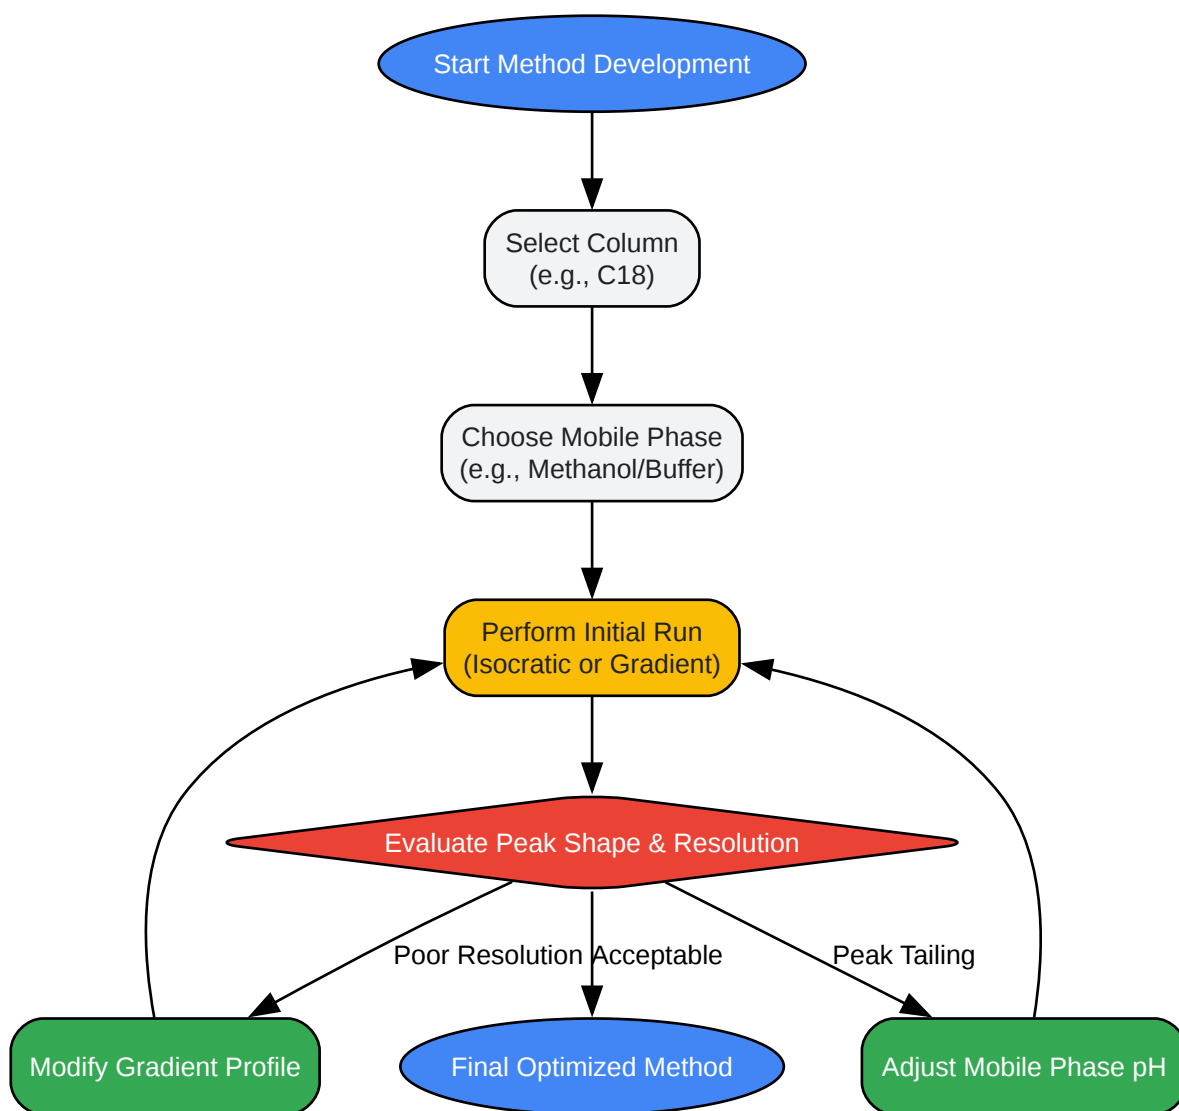 Start Method Development
Select Column
(e.g., C18)
Choose Mobile Phase
(e.g., Methanol/Buffer)
Perform Initial Run
(Isocratic or Gradient)
Evaluate Peak Shape & Resolution
Poor Resolution
Acceptable
Peak Tailing
Modify Gradient Profile
Final Optimized Method
Adjust Mobile Phase pH